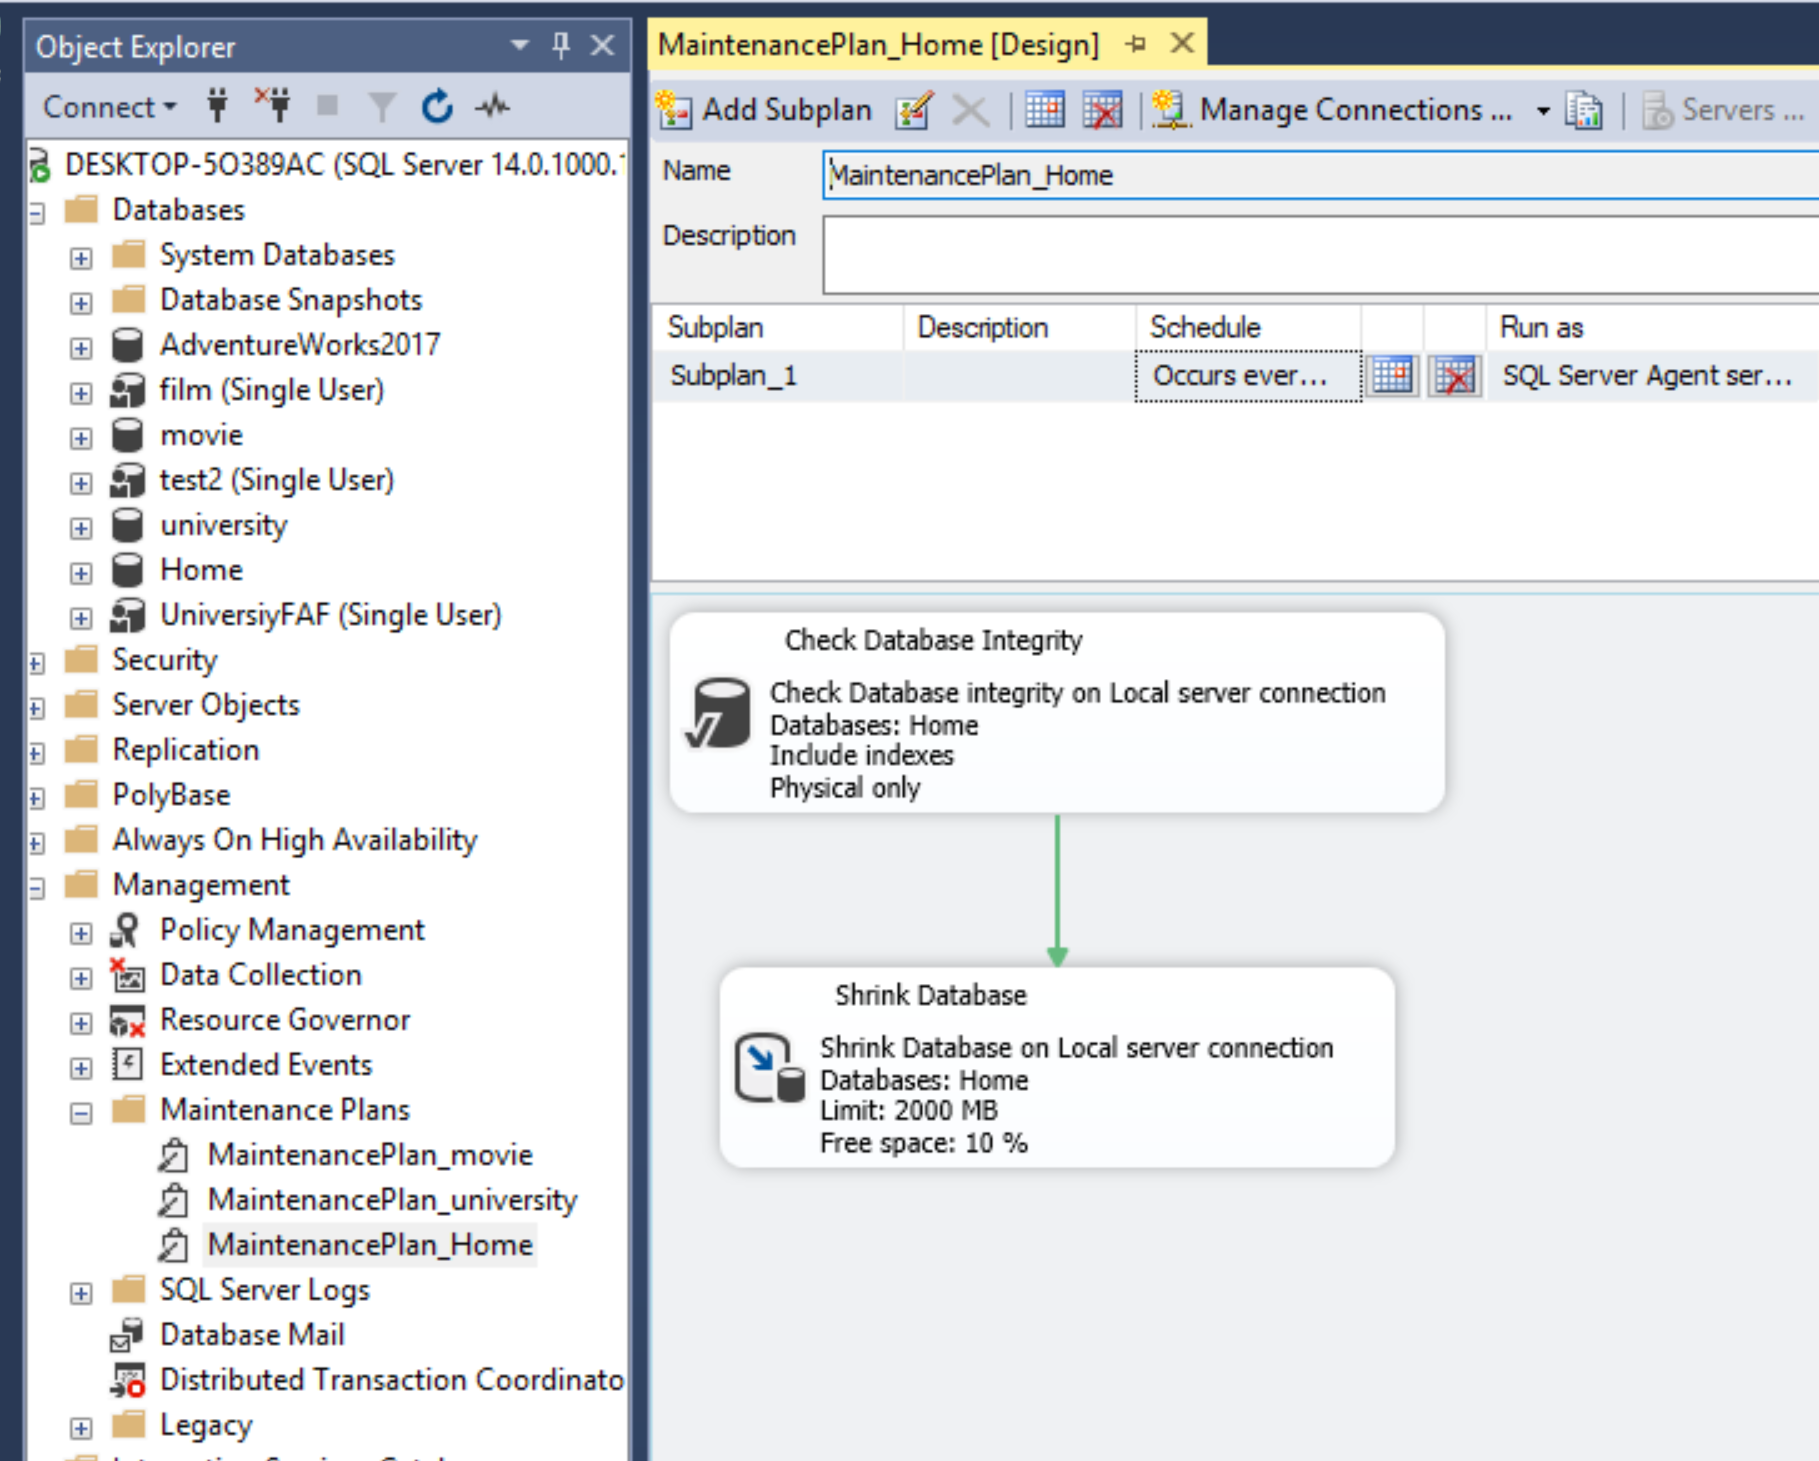 Object Explorer
Connect
DESKTOP-5O389AC (SQL Server 14.0.1000.1
Databases
System Databases
Database Snapshots
AdventureWorks2017
film (Single User)
movie
test2 (Single User)
university
Home
UniversiyFAF (Single User)
Security
Server Objects
Replication
PolyBase
Always On High Availability
Management
Policy Management
Data Collection
Resource Governor
Extended Events
Maintenance Plans
MaintenancePlan_movie
MaintenancePlan_university
MaintenancePlan_Home
SQL Server Logs
Database Mail
Distributed Transaction Coordinato
Legacy
MaintenancePlan_Home [Design]
Add Subplan Manage Connections ... Servers ...
Name MaintenancePlan_Home
Description
Subplan Description Schedule Run as
Subplan_1 Occurs ever... SQL Server Agent ser...
Check Database Integrity
Check Database integrity on Local server connection
Databases: Home
Include indexes
Physical only
Shrink Database
Shrink Database on Local server connection
Databases: Home
Limit: 2000 MB
Free space: 10 %